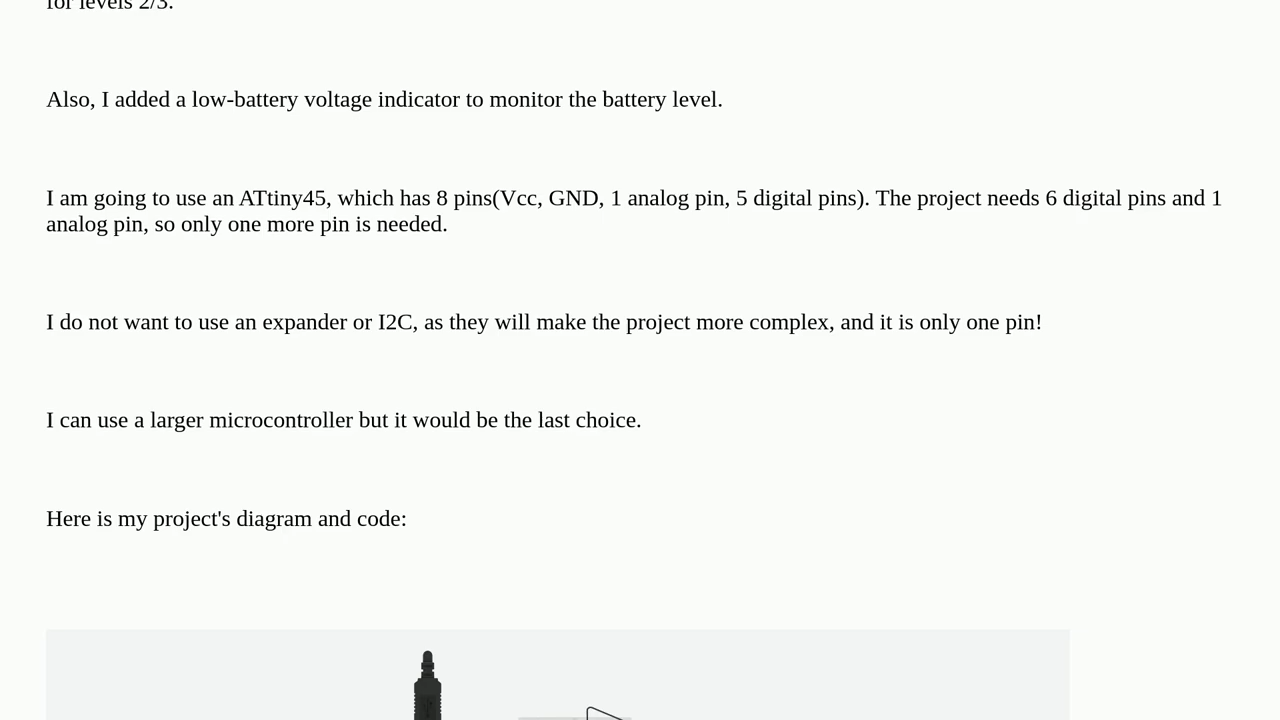 for levels 2/3.
Also, I added a low-battery voltage indicator to monitor the battery level.
I am going to use an ATtiny45, which has 8 pins(Vcc, GND, 1 analog pin, 5 digital pins). The project needs 6 digital pins and 1
analog pin, so only one more pin is needed.
I do not want to use an expander or I2C, as they will make the project more complex, and it is only one pin!
I can use a larger microcontroller but it would be the last choice.
Here is my project's diagram and code: